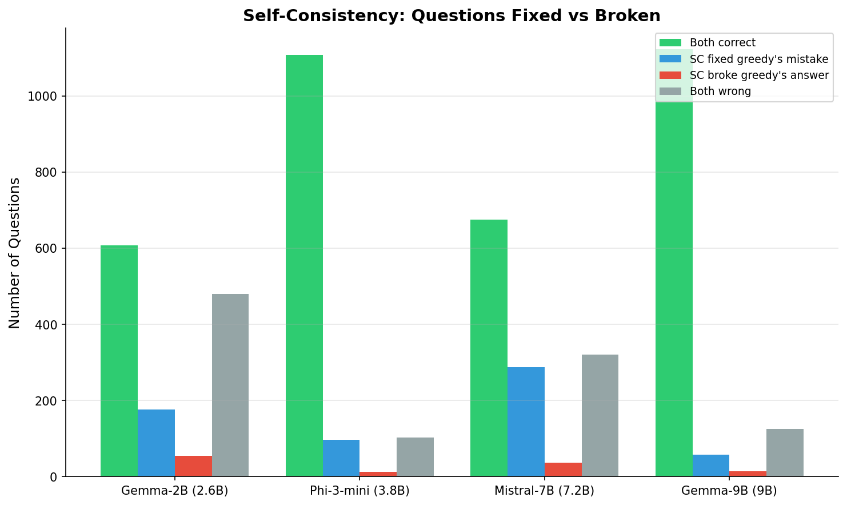 Self-Consistency: Questions Fixed vs Broken
Both correct
SC fixed greedy's mistake
SC broke greedy's answer
Both wrong
Number of Questions
1000
800
600
400
200
0
Gemma-2B (2.6B)
Phi-3-mini (3.8B)
Mistral-7B (7.2B)
Gemma-9B (9B)